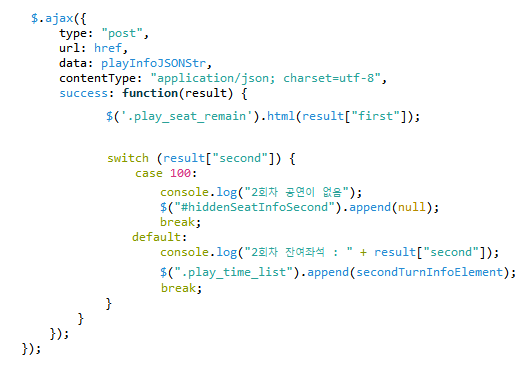 $.ajax({
type: "post",
url: href,
data: playInfoJSONStr,
contentType: "application/json; charset=utf-8",
success: function(result) {
$('.play_seat_remain').html(result["first"]);
switch (result["second"]) {
case 100:
console.log("2회차 공연이 없음");
$("#hiddenSeatInfoSecond").append(null);
break;
default:
console.log("2회차 잔여좌석 : " + result["second"]);
$(".play_time_list").append(secondTurnInfoElement);
break;
}
}
});
});